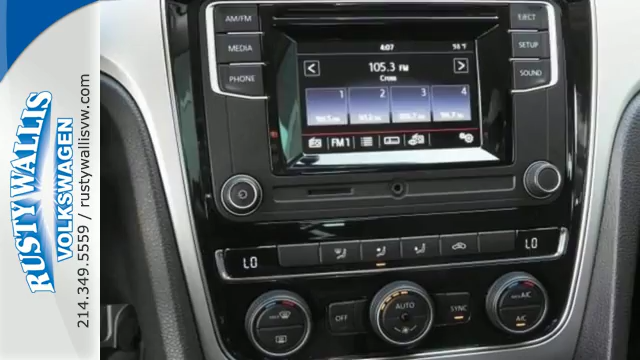 RUSTY WALLIS
VOLKSWAGEN
214.349.5559 / rustywallisvw.com
AM/FM
MEDIA
PHONE
EJECT
SETUP
SOUND
4:07
98°F
105.3 FM
1 2 3 4
FM1
LO
LO
OFF
AUTO
SYNC
A/C
A/C